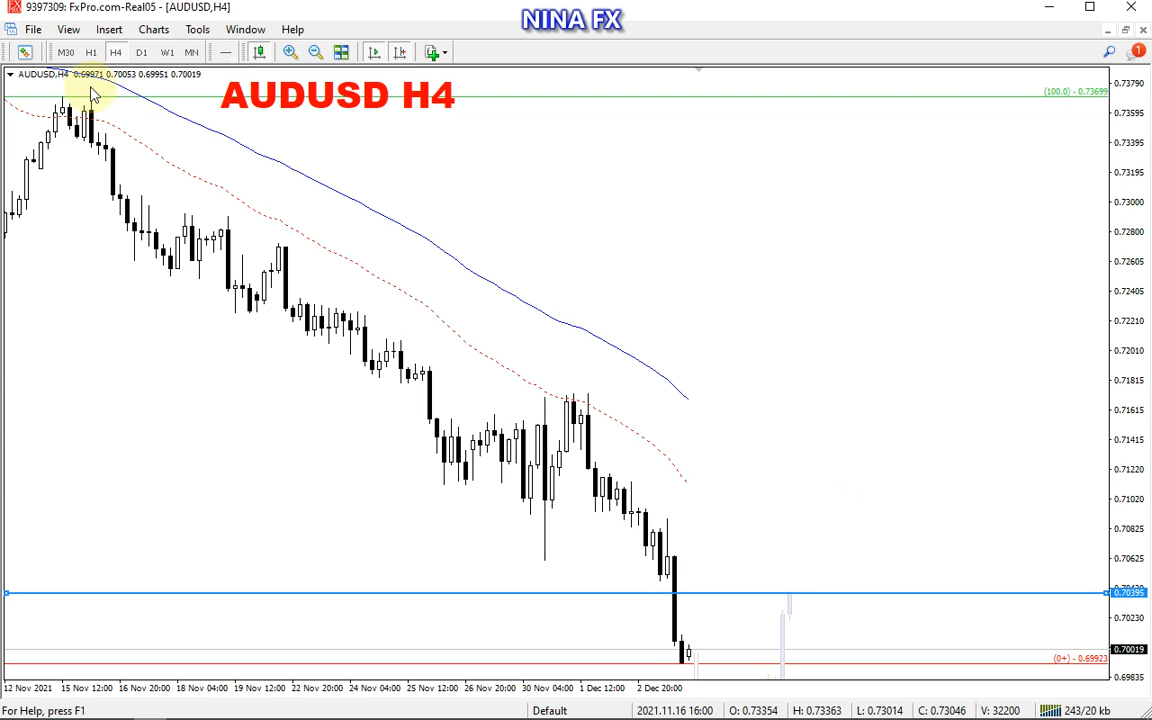 9397309: FxPro.com-Real05 - [AUDUSD,H4]
NINA FX
File View Insert Charts Tools Window Help
M30 H1 H4 D1 W1 MN
1
AUDUSD,H4 0.69971 0.70053 0.69951 0.70019
AUDUSD H4
(100.0) - 0.73699
0.73790
0.73595
0.73395
0.73195
0.73000
0.72800
0.72605
0.72405
0.72210
0.72010
0.71815
0.71615
0.71415
0.71220
0.71020
0.70825
0.70625
0.70395
0.70230
0.70019
(0+) - 0.69923
0.69835
12 Nov 2021 15 Nov 12:00 16 Nov 20:00 18 Nov 04:00 19 Nov 12:00 22 Nov 20:00 24 Nov 04:00 25 Nov 12:00 26 Nov 20:00 30 Nov 04:00 1 Dec 12:00 2 Dec 20:00
For Help, press F1 Default 2021.11.16 16:00 O: 0.73354 H: 0.73363 L: 0.73014 C: 0.73046 V: 32200 243/20 kb